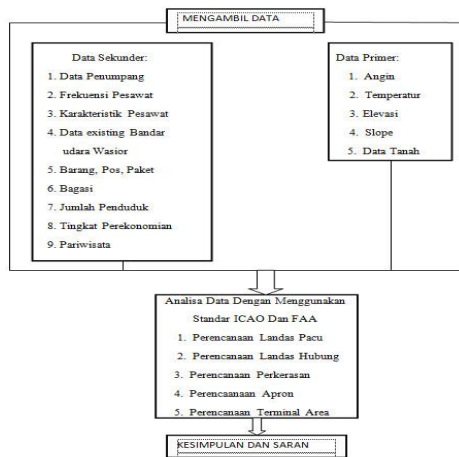 MENGAMBIL DATA
Data Sekunder:
1. Data Penumpang
2. Frekuensi Pesawat
3. Karakteristik Pesawat
4. Data existing Bandar
udara Wasior
5. Barang, Pos, Paket
6. Bagasi
7. Jumlah Penduduk
8. Tingkat Perekonomian
9. Pariwisata
Data Primer:
1. Angin
2. Temperatur
3. Elevasi
4. Slope
5. Data Tanah
Analisa Data Dengan Menggunakan
Standar ICAO Dan FAA
1. Perencanaan Landas Pacu
2. Perencanaan Landas Hubung
3. Perencanaan Perkerasan
4. Perencaanaan Apron
5. Perencanaan Terminal Area
KESIMPULAN DAN SARAN